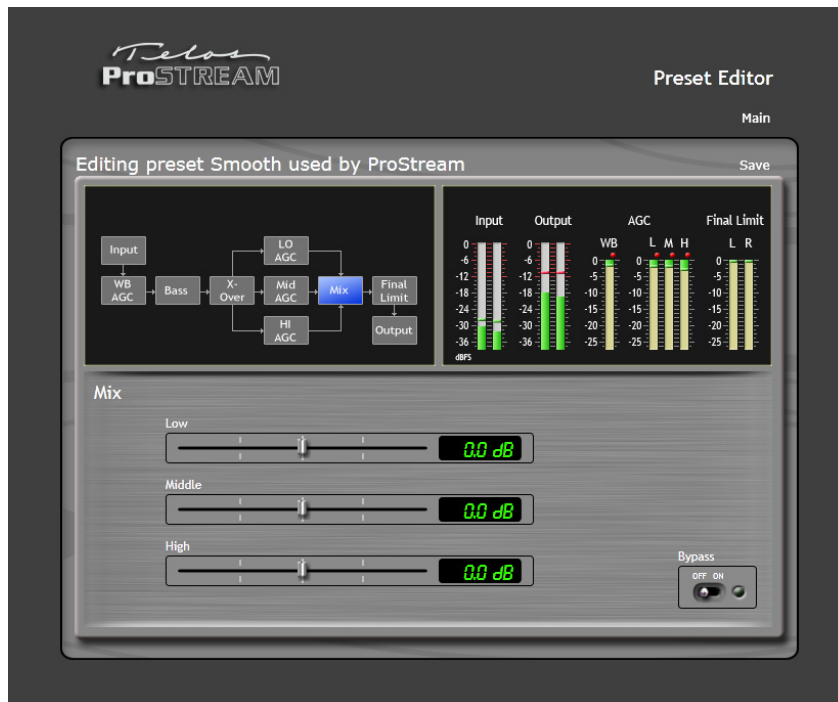 Telos
ProSTREAM
Preset Editor
Main
Editing preset Smooth used by ProStream
Save
Input
WB AGC
Bass
X-Over
LO AGC
Mid AGC
HI AGC
Mix
Final Limit
Output
Input Output AGC Final Limit
WB L M H L R
0 0 0 0 0
-6 -6 -5 -5 -5
-12 -12 -10 -10 -10
-18 -18 -15 -15 -15
-24 -24 -20 -20 -20
-30 -30 -25 -25 -25
-36 -36
dBFS
Mix
Low
0.0 dB
Middle
0.0 dB
High
0.0 dB
Bypass
OFF ON